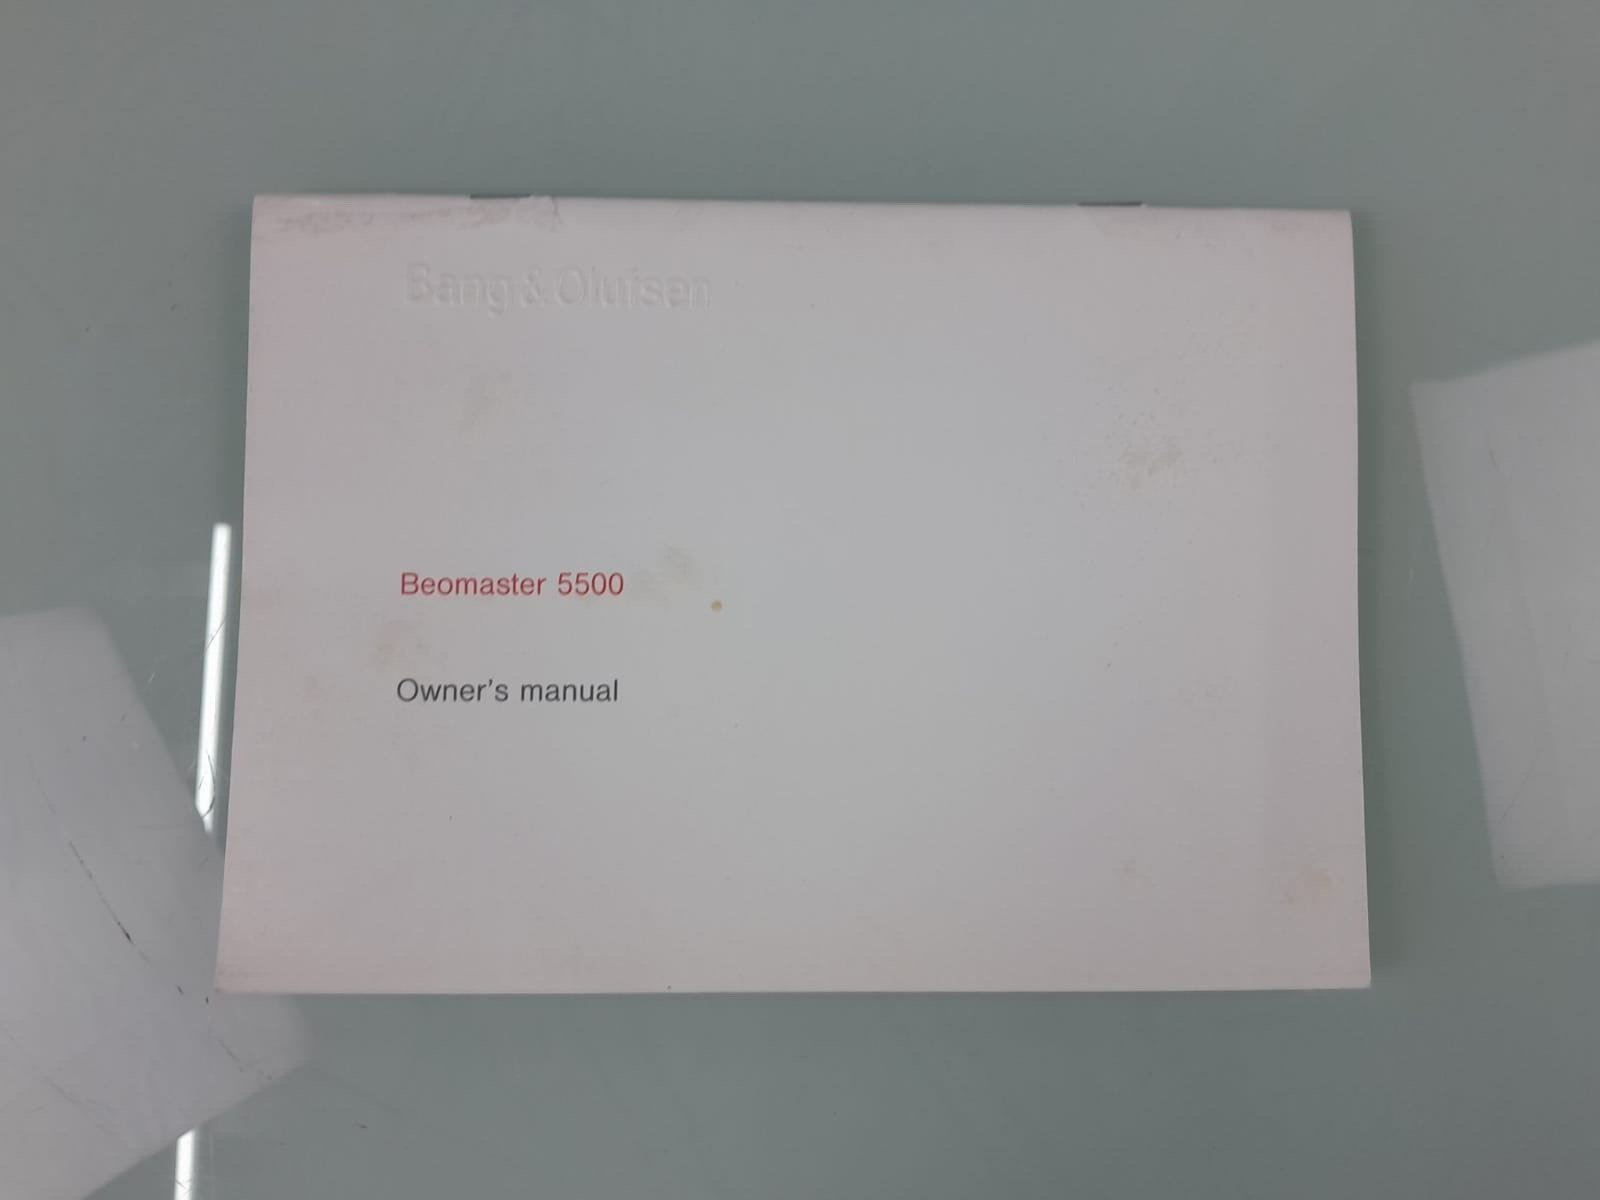 Bang & Olufsen
Beomaster 5500
Owner's manual